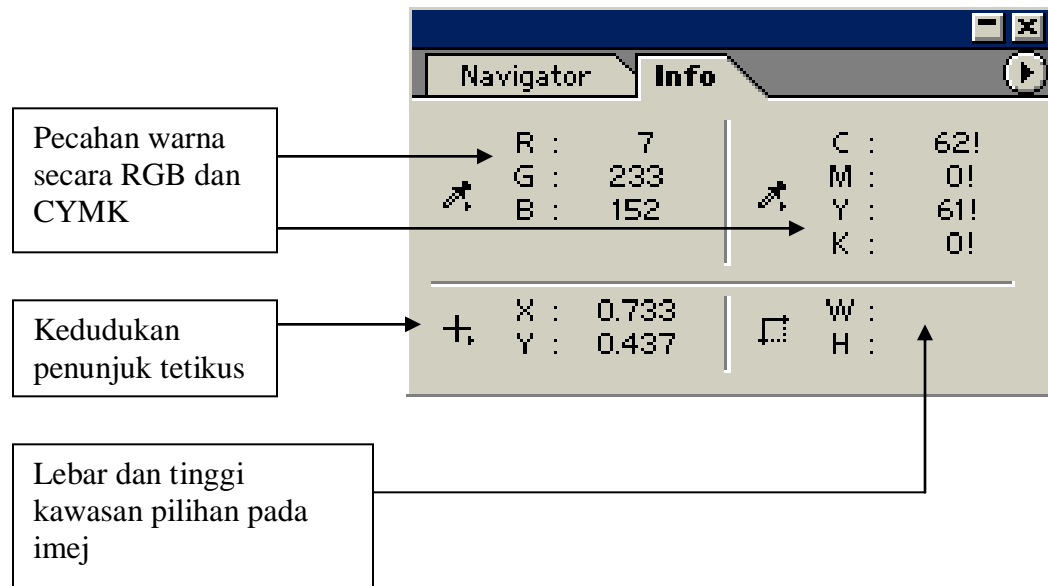 Navigator Info
Pecahan warna
secara RGB dan
CYMK
R : 7
G : 233
B : 152
C : 62!
M : 0!
Y : 61!
K : 0!
Kedudukan
penunjuk tetikus
X : 0.733
Y : 0.437
W :
H :
Lebar dan tinggi
kawasan pilihan pada
imej